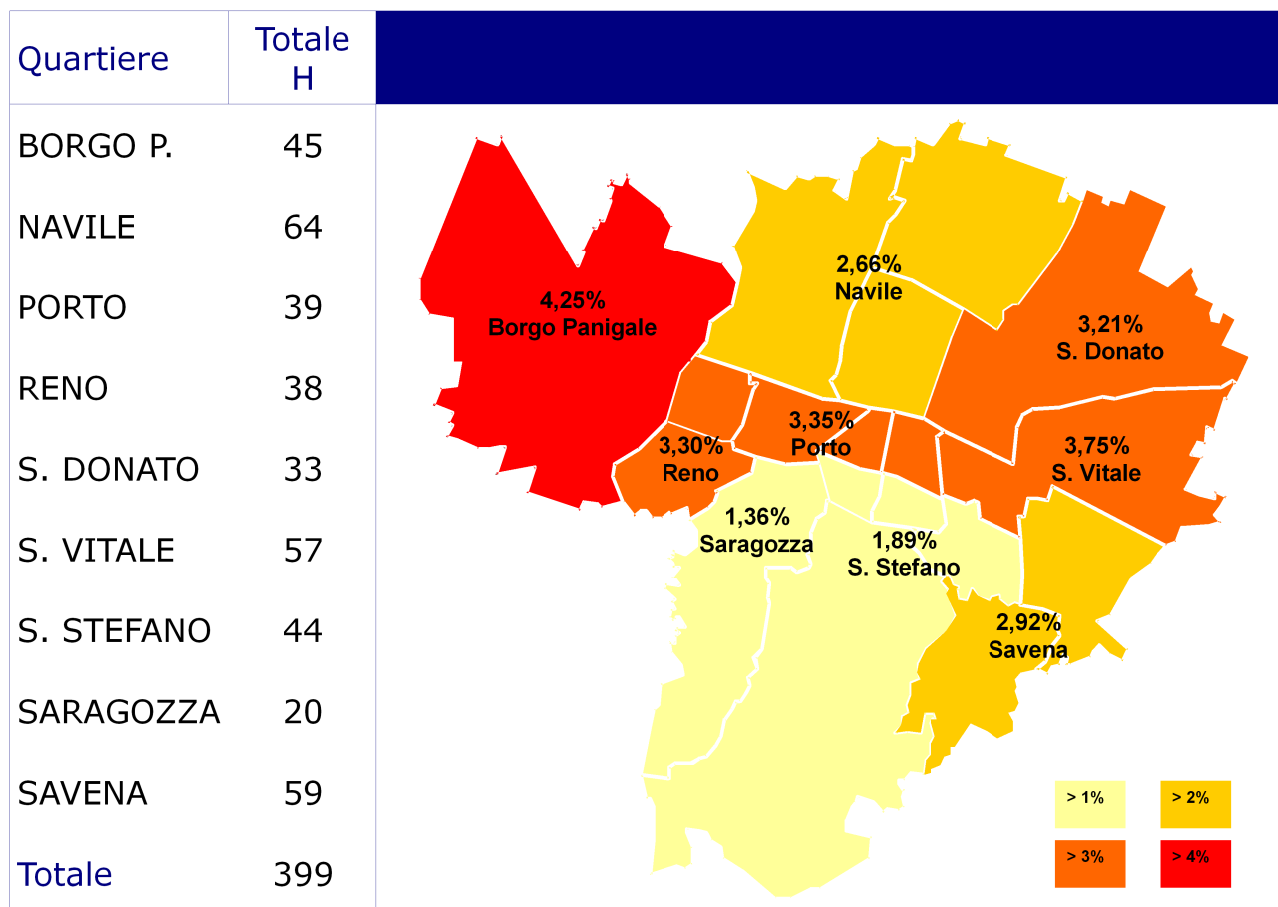 Quartiere
Totale
H
BORGO P. 45
NAVILE 64
PORTO 39
RENO 38
S. DONATO 33
S. VITALE 57
S. STEFANO 44
SARAGOZZA 20
SAVENA 59
Totale 399
4,25%
Borgo Panigale
2,66%
Navile
3,21%
S. Donato
3,35%
Porto
3,30%
Reno
3,75%
S. Vitale
1,36%
Saragozza
1,89%
S. Stefano
2,92%
Savena
> 1%
> 2%
> 3%
> 4%